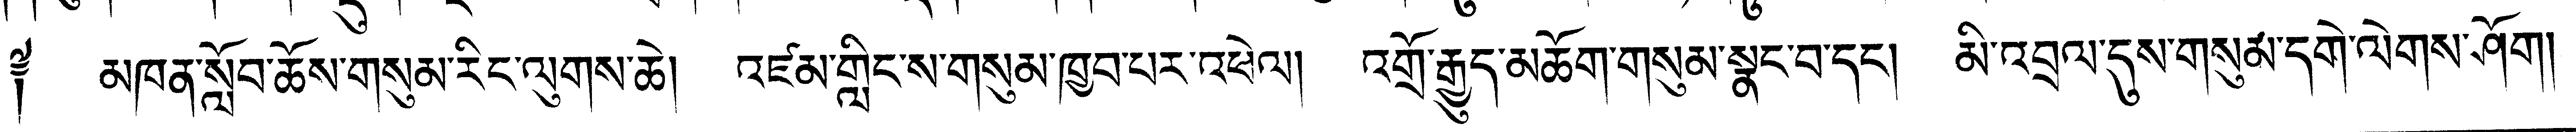 ༈ མཁན་སློབ་ཆོས་གསུམ་རིང་ལུགས་ཆེ། འཛམ་གླིང་ས་གསུམ་ཁྱབ་པར་འཕེལ། འགྲོ་རྒྱུད་མཆོག་གསུམ་སྣང་བ་དང། མི་འབྲལ་དུས་གསུམ་དགེ་ལེགས་ཤོག།